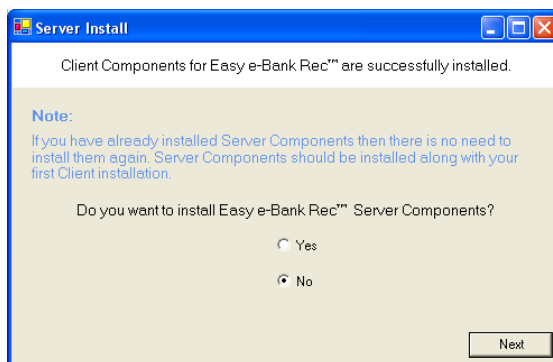 Server Install
Client Components for Easy e-Bank Rec™ are successfully installed.
Note:
If you have already installed Server Components then there is no need to
install them again. Server Components should be installed along with your
first Client installation.
Do you want to install Easy e-Bank Rec™ Server Components?
Yes
No
Next